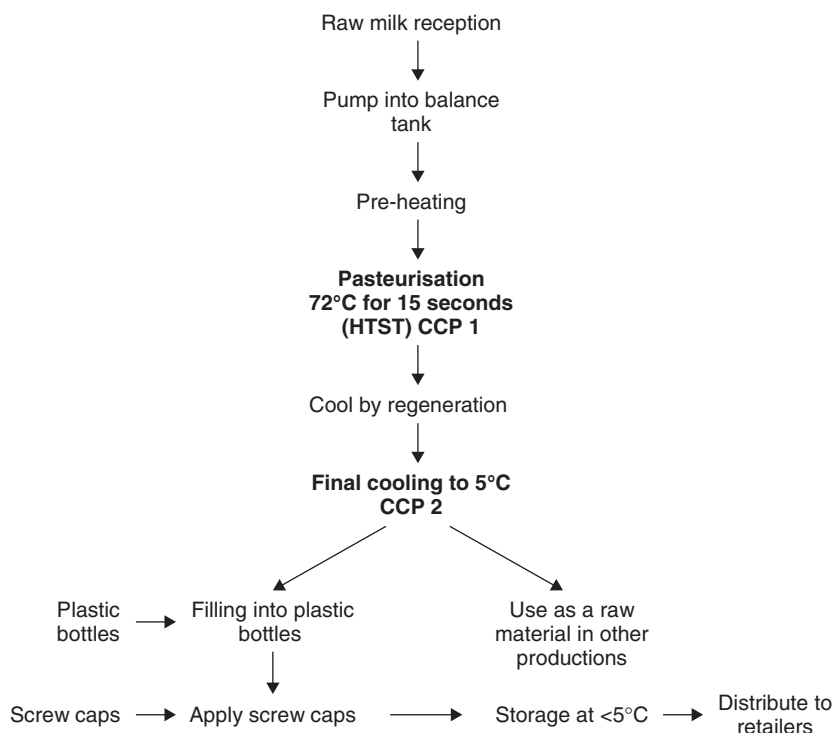 Raw milk reception
Pump into balance
tank
Pre-heating
Pasteurisation
72°C for 15 seconds
(HTST) CCP 1
Cool by regeneration
Final cooling to 5°C
CCP 2
Plastic
bottles
Filling into plastic
bottles
Use as a raw
material in other
productions
Screw caps
Apply screw caps
Storage at <5°C
Distribute to
retailers